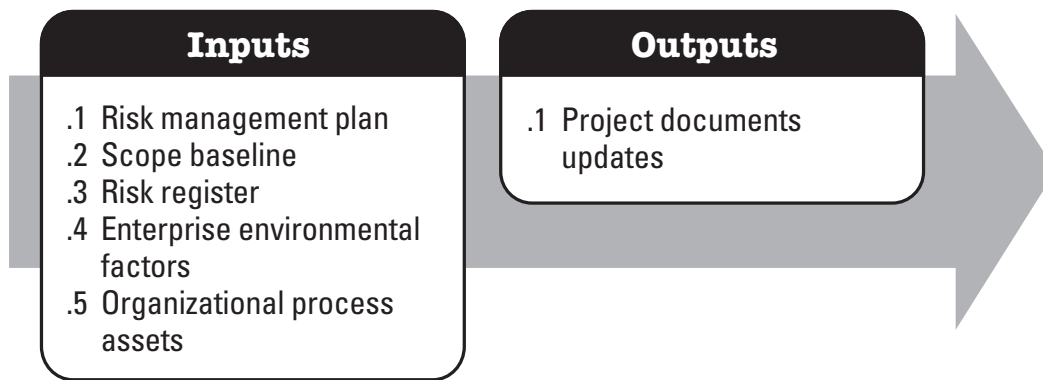 Inputs
.1 Risk management plan
.2 Scope baseline
.3 Risk register
.4 Enterprise environmental
factors
.5 Organizational process
assets
Outputs
.1 Project documents
updates